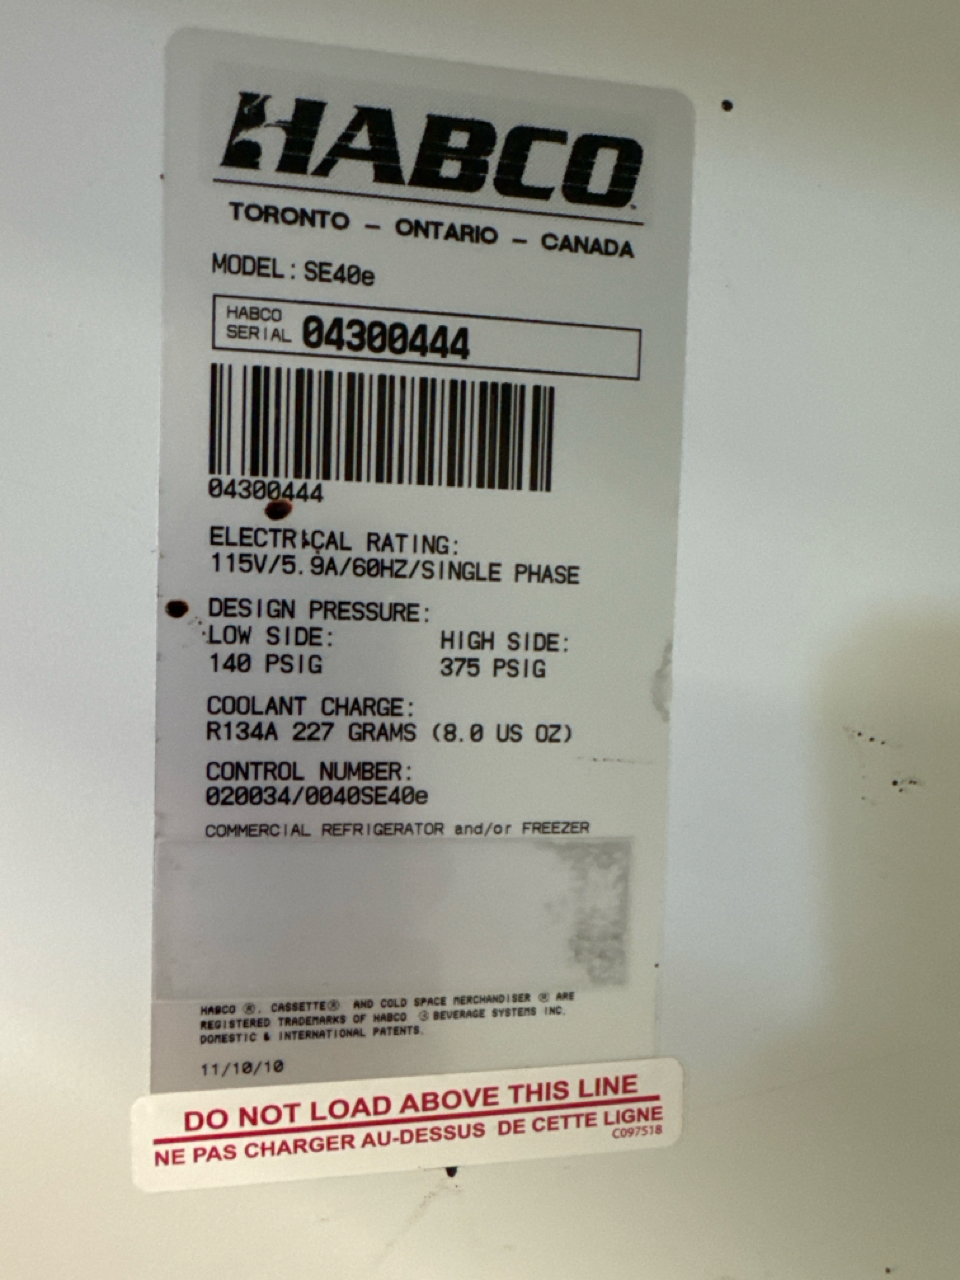 HABCO
TORONTO – ONTARIO – CANADA
MODEL: SE40e
HABCO SERIAL 04300444
04300444
ELECTRICAL RATING:
115V/5.9A/60HZ/SINGLE PHASE
DESIGN PRESSURE:
LOW SIDE: HIGH SIDE:
140 PSIG 375 PSIG
COOLANT CHARGE:
R134A 227 GRAMS (8.0 US OZ)
CONTROL NUMBER:
020034/0040SE40e
COMMERCIAL REFRIGERATOR and/or FREEZER
HABCO ®, CASSETTE® AND COLD SPACE MERCHANDISER ® ARE
REGISTERED TRADEMARKS OF HABCO ® BEVERAGE SYSTEMS INC.
DOMESTIC & INTERNATIONAL PATENTS.
11/10/10
DO NOT LOAD ABOVE THIS LINE
NE PAS CHARGER AU-DESSUS DE CETTE LIGNE
C097518